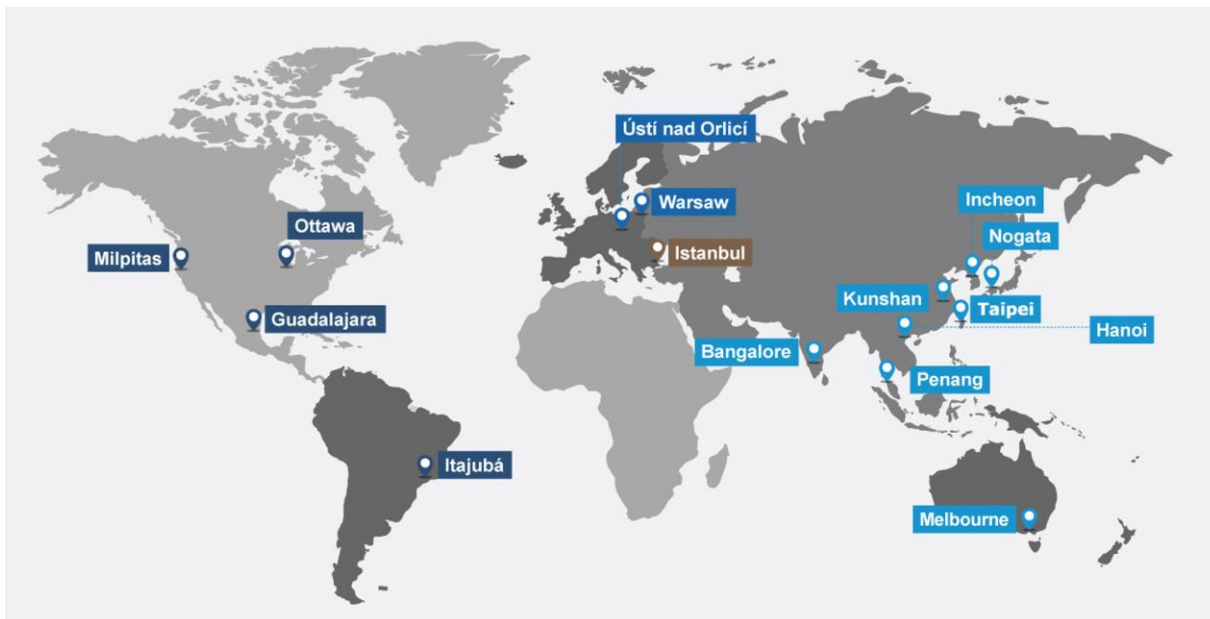 Ústí nad Orlicí
Warsaw
Incheon
Ottawa
Nogata
Milpitas
Istanbul
Kunshan
Taipei
Guadalajara
Hanoi
Bangalore
Penang
Itajubá
Melbourne